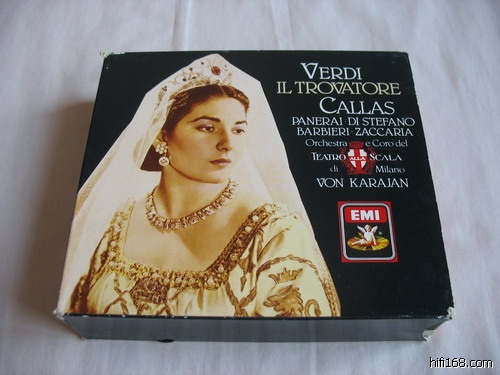 VERDI
IL TROVATORE
CALLAS
PANERAI DI STEFANO
BARBIERI · ZACCARIA
Orchestra e Coro del
TEATRO ALLA SCALA
di Milano
VON KARAJAN
EMI
hifi168.com